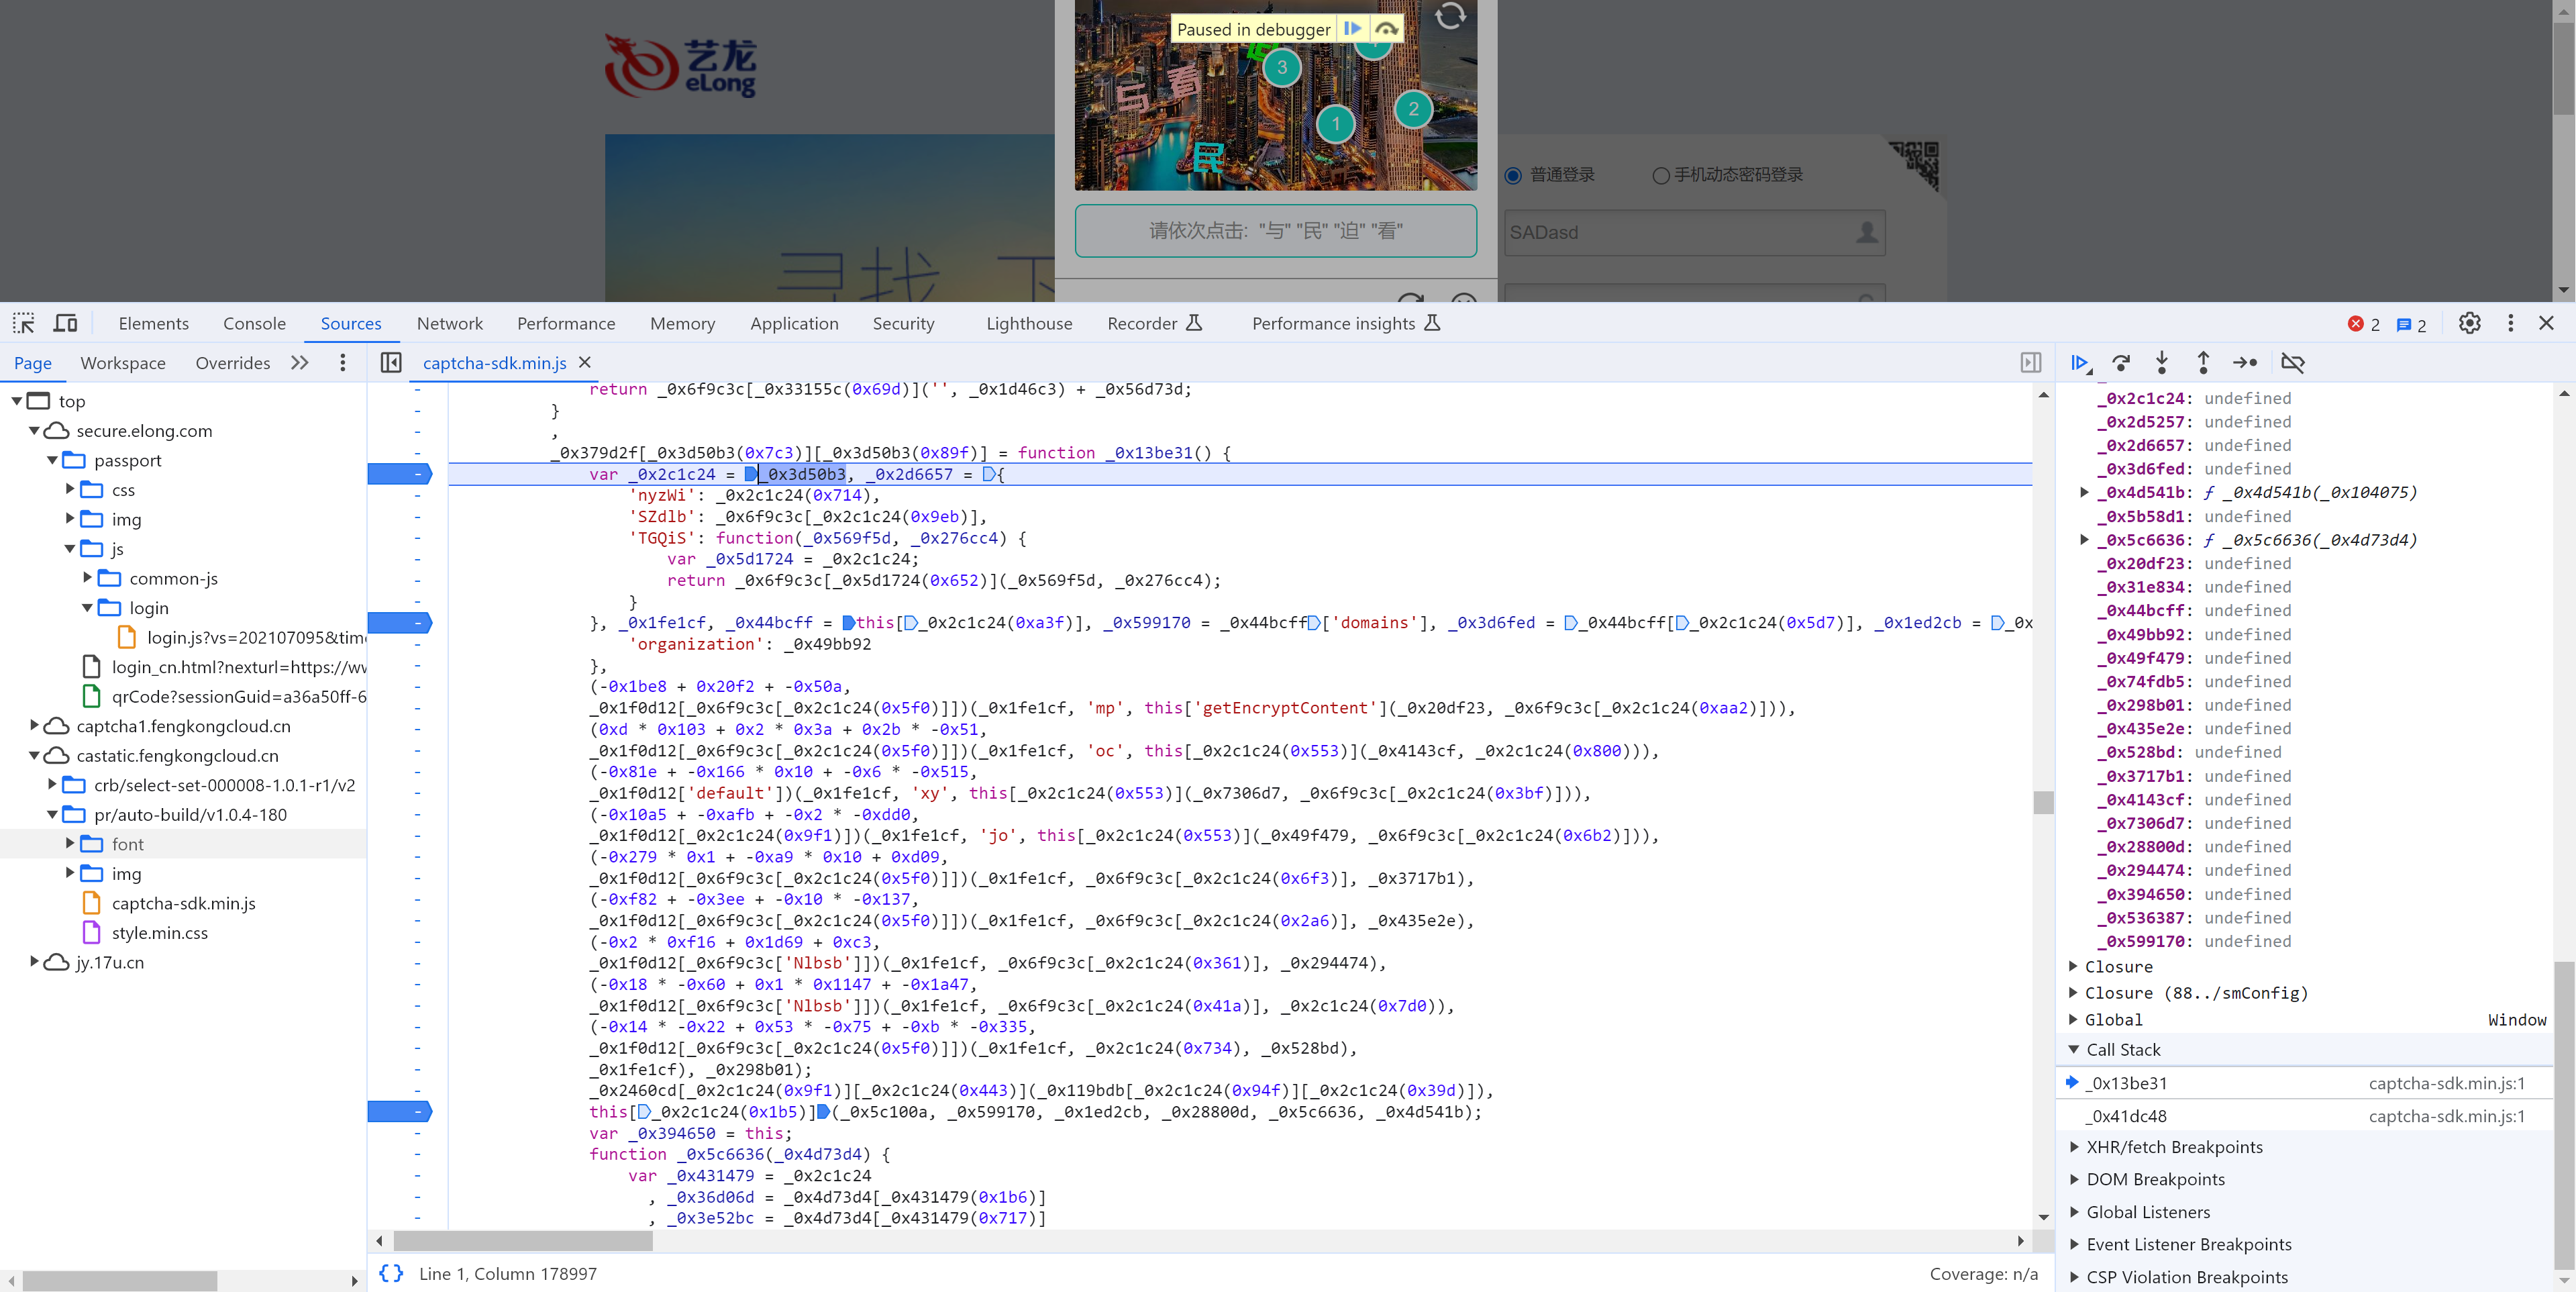 艺龙
eLong
Paused in debugger
3
2
1
与
看
民
请依次点击: "与" "民" "迫" "看"
寻找
普通登录
手机动态密码登录
SADasd
Elements
Console
Sources
Network
Performance
Memory
Application
Security
Lighthouse
Recorder
Performance insights
2
2
Page
Workspace
Overrides
captcha-sdk.min.js
top
secure.elong.com
passport
css
img
js
common-js
login
login.js?vs=202107095&tim
login_cn.html?nexturl=https://w
qrCode?sessionGuid=a36a50ff-6
captcha1.fengkongcloud.cn
castatic.fengkongcloud.cn
crb/select-set-000008-1.0.1-r1/v2
pr/auto-build/v1.0.4-180
font
img
captcha-sdk.min.js
style.min.css
jy.17u.cn
return _0x6f9c3c[_0x33155c(0x69d)]('', _0x1d46c3) + _0x56d73d;
}
,
_0x379d2f[_0x3d50b3(0x7c3)][_0x3d50b3(0x89f)] = function _0x13be31() {
var _0x2c1c24 = _0x3d50b3, _0x2d6657 = {
'nyzWi': _0x2c1c24(0x714),
'SZdlb': _0x6f9c3c[_0x2c1c24(0x9eb)],
'TGQiS': function(_0x569f5d, _0x276cc4) {
var _0x5d1724 = _0x2c1c24;
return _0x6f9c3c[_0x5d1724(0x652)](_0x569f5d, _0x276cc4);
}
}, _0x1fe1cf, _0x44bcff = this[_0x2c1c24(0xa3f)], _0x599170 = _0x44bcff['domains'], _0x3d6fed = _0x44bcff[_0x2c1c24(0x5d7)], _0x1ed2cb = _0x
'organization': _0x49bb92
},
(-0x1be8 + 0x20f2 + -0x50a,
_0x1f0d12[_0x6f9c3c[_0x2c1c24(0x5f0)]])(_0x1fe1cf, 'mp', this['getEncryptContent'](_0x20df23, _0x6f9c3c[_0x2c1c24(0xaa2)])),
(0xd * 0x103 + 0x2 * 0x3a + 0x2b * -0x51,
_0x1f0d12[_0x6f9c3c[_0x2c1c24(0x5f0)]])(_0x1fe1cf, 'oc', this[_0x2c1c24(0x553)](_0x4143cf, _0x2c1c24(0x800))),
(-0x81e + -0x166 * 0x10 + -0x6 * -0x515,
_0x1f0d12['default'])(_0x1fe1cf, 'xy', this[_0x2c1c24(0x553)](_0x7306d7, _0x6f9c3c[_0x2c1c24(0x3bf)])),
(-0x10a5 + -0xafb + -0x2 * -0xdd0,
_0x1f0d12[_0x2c1c24(0x9f1)])(_0x1fe1cf, 'jo', this[_0x2c1c24(0x553)](_0x49f479, _0x6f9c3c[_0x2c1c24(0x6b2)])),
(-0x279 * 0x1 + -0xa9 * 0x10 + 0xd09,
_0x1f0d12[_0x6f9c3c[_0x2c1c24(0x5f0)]])(_0x1fe1cf, _0x6f9c3c[_0x2c1c24(0x6f3)], _0x3717b1),
(-0xf82 + -0x3ee + -0x10 * -0x137,
_0x1f0d12[_0x6f9c3c[_0x2c1c24(0x5f0)]])(_0x1fe1cf, _0x6f9c3c[_0x2c1c24(0x2a6)], _0x435e2e),
(-0x2 * 0xf16 + 0x1d69 + 0xc3,
_0x1f0d12[_0x6f9c3c['Nlbsb']])(_0x1fe1cf, _0x6f9c3c[_0x2c1c24(0x361)], _0x294474),
(-0x18 * -0x60 + 0x1 * 0x1147 + -0x1a47,
_0x1f0d12[_0x6f9c3c['Nlbsb']])(_0x1fe1cf, _0x6f9c3c[_0x2c1c24(0x41a)], _0x2c1c24(0x7d0)),
(-0x14 * -0x22 + 0x53 * -0x75 + -0xb * -0x335,
_0x1f0d12[_0x6f9c3c[_0x2c1c24(0x5f0)]])(_0x1fe1cf, _0x2c1c24(0x734), _0x528bd),
_0x1fe1cf), _0x298b01);
_0x2460cd[_0x2c1c24(0x9f1)][_0x2c1c24(0x443)](_0x119bdb[_0x2c1c24(0x94f)][_0x2c1c24(0x39d)]),
this[_0x2c1c24(0x1b5)](_0x5c100a, _0x599170, _0x1ed2cb, _0x28800d, _0x5c6636, _0x4d541b);
var _0x394650 = this;
function _0x5c6636(_0x4d73d4) {
var _0x431479 = _0x2c1c24
, _0x36d06d = _0x4d73d4[_0x431479(0x1b6)]
, _0x3e52bc = _0x4d73d4[_0x431479(0x717)]
Line 1, Column 178997
Coverage: n/a
_0x2c1c24: undefined
_0x2d5257: undefined
_0x2d6657: undefined
_0x3d6fed: undefined
_0x4d541b: ƒ _0x4d541b(_0x104075)
_0x5b58d1: undefined
_0x5c6636: ƒ _0x5c6636(_0x4d73d4)
_0x20df23: undefined
_0x31e834: undefined
_0x44bcff: undefined
_0x49bb92: undefined
_0x49f479: undefined
_0x74fdb5: undefined
_0x298b01: undefined
_0x435e2e: undefined
_0x528bd: undefined
_0x3717b1: undefined
_0x4143cf: undefined
_0x7306d7: undefined
_0x28800d: undefined
_0x294474: undefined
_0x394650: undefined
_0x536387: undefined
_0x599170: undefined
Closure
Closure (88../smConfig)
Global Window
Call Stack
_0x13be31 captcha-sdk.min.js:1
_0x41dc48 captcha-sdk.min.js:1
XHR/fetch Breakpoints
DOM Breakpoints
Global Listeners
Event Listener Breakpoints
CSP Violation Breakpoints